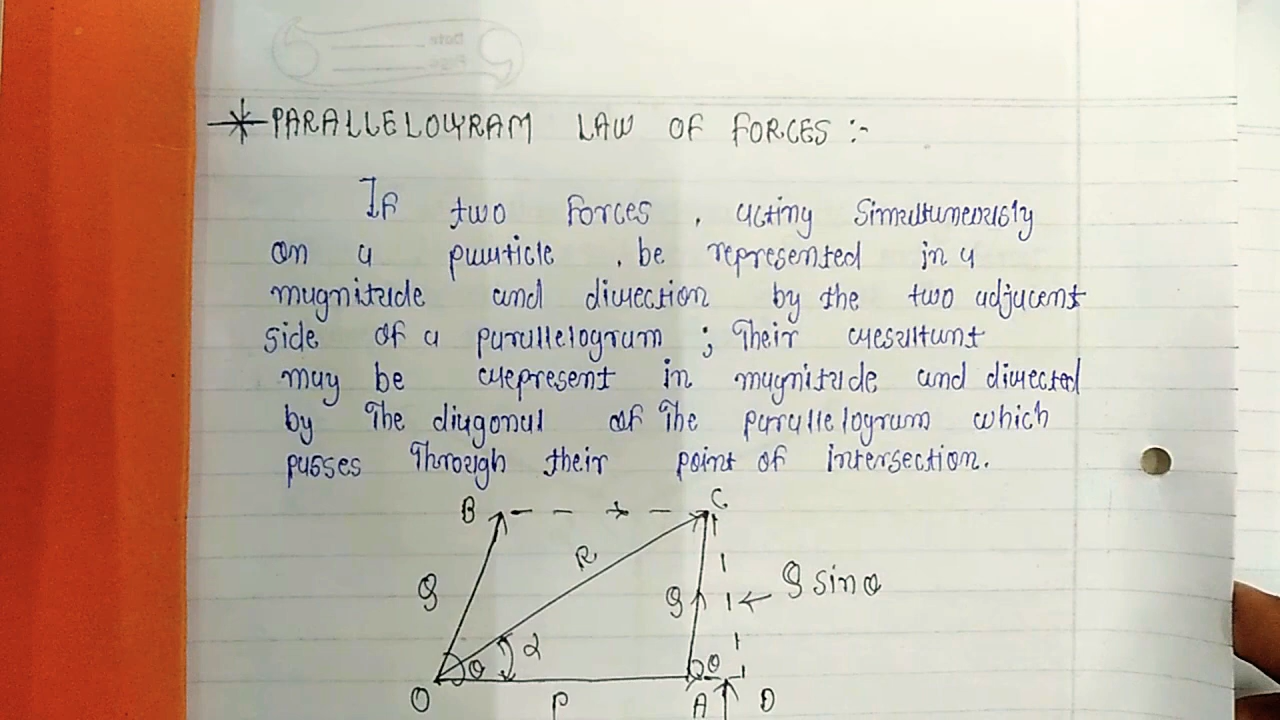 PARALLELOGRAM LAW OF FORCES :-
If two forces , acting simultaneously
on a particle , be represented in a
magnitude and direction by the two adjacent
side of a parallelogram ; Their resultant
may be represent in magnitude and directed
by The diagonal of The parallelogram which
passes Through their point of intersection.
B C
R
Q Q Q sinθ
θ α θ
O P A D